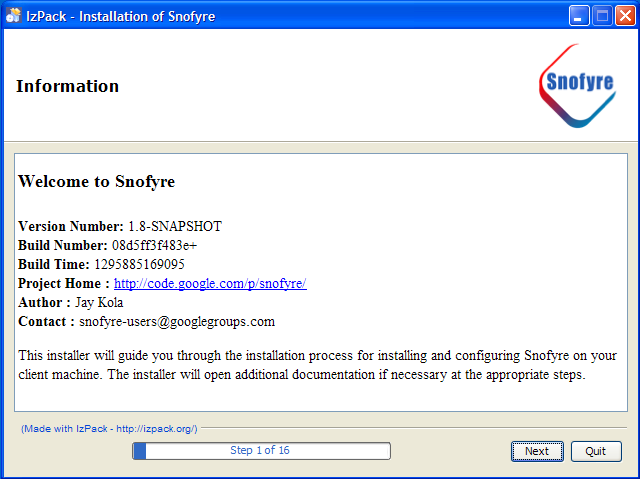 IzPack - Installation of Snofyre
Information
Snofyre
Welcome to Snofyre
Version Number: 1.8-SNAPSHOT
Build Number: 08d5ff3f483e+
Build Time: 1295885169095
Project Home : http://code.google.com/p/snofyre/
Author : Jay Kola
Contact : snofyre-users@googlegroups.com
This installer will guide you through the installation process for installing and configuring Snofyre on your
client machine. The installer will open additional documentation if necessary at the appropriate steps.
(Made with IzPack - http://izpack.org/)
Step 1 of 16
Next
Quit